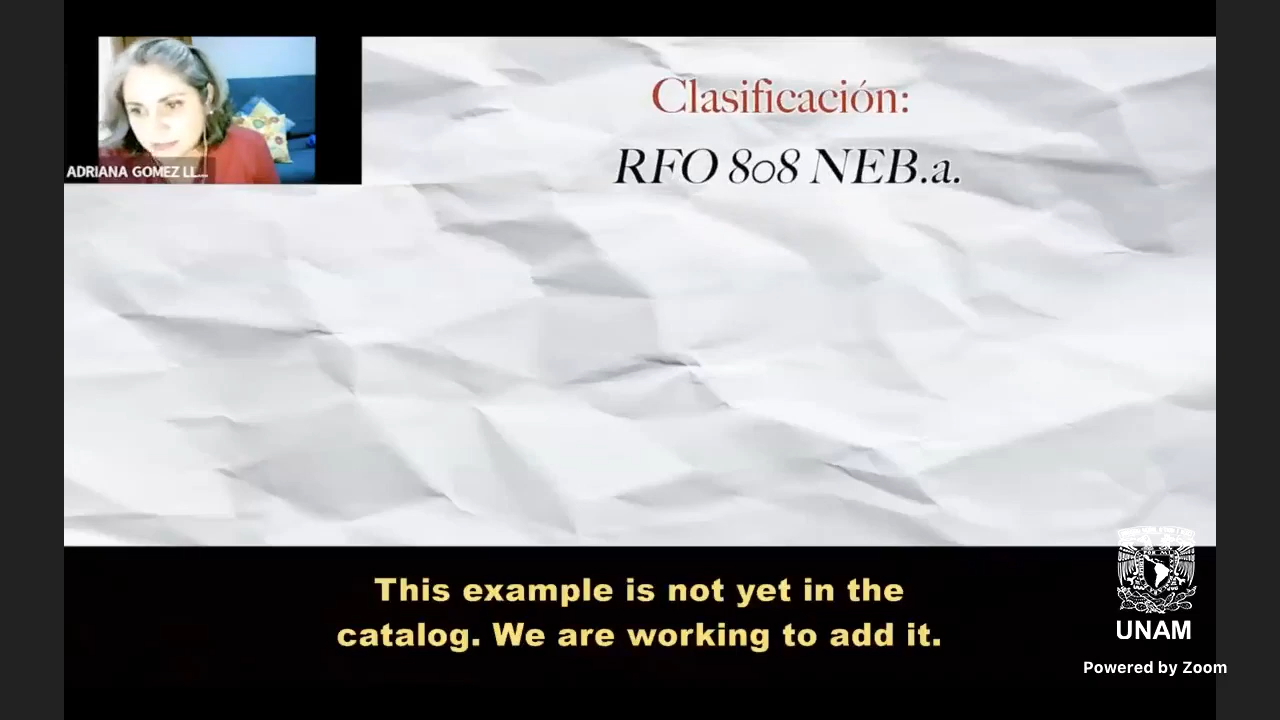 Clasificación:
RFO 808 NEB.a.
ADRIANA GOMEZ LL...
This example is not yet in the
catalog. We are working to add it.
UNAM
Powered by Zoom